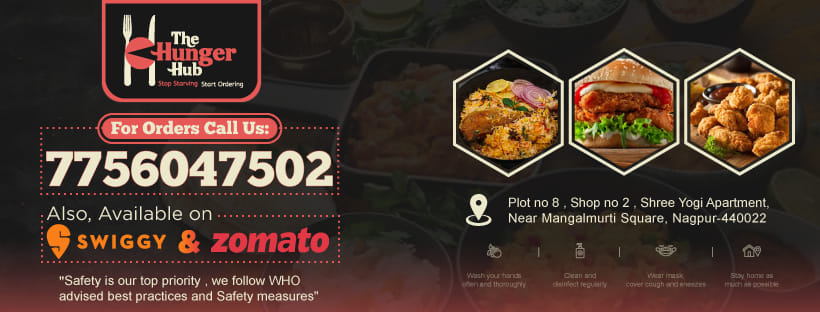 The
Hunger
Hub
Stop Starving Start Ordering
For Orders Call Us:
7756047502
Also, Available on
SWIGGY & zomato
"Safety is our top priority , we follow WHO
advised best practices and Safety measures"
Plot no 8 , Shop no 2 , Shree Yogi Apartment,
Near Mangalmurti Square, Nagpur-440022
Wash your hands
often and thoroughly
Clean and
disinfect regularly
Wear mask
cover cough and sneezes
Stay home as
much as possible